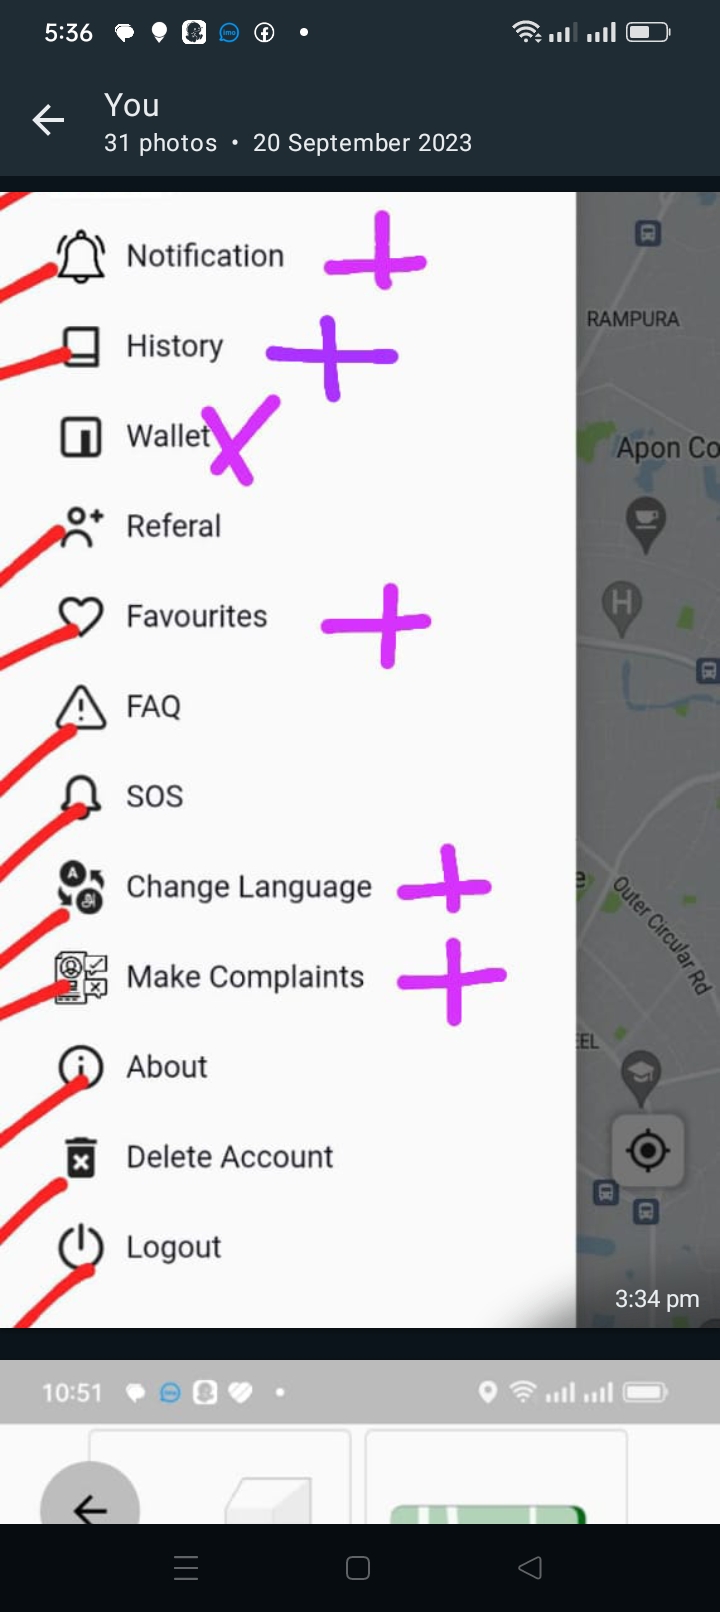 5:36
You
31 photos • 20 September 2023
Notification
RAMPURA
History
Wallet
Apon Co
Referal
H
Favourites
FAQ
SOS
Change Language
Outer Circular Rd
Make Complaints
EEL
About
Delete Account
Logout
3:34 pm
10:51